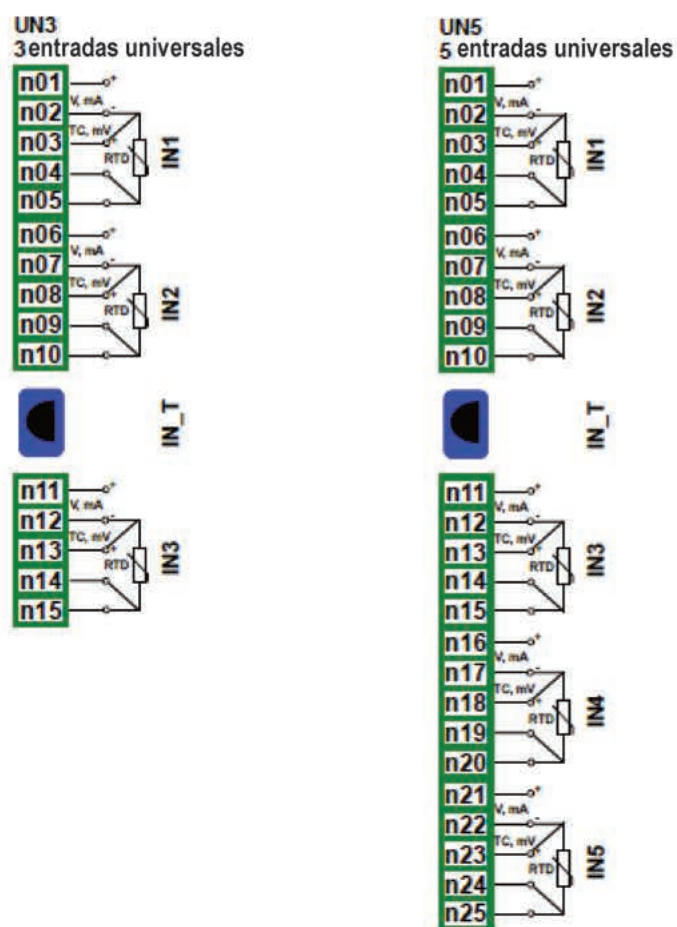 UN3
3 entradas universales
n01
+
V, mA
n02
-
TC, mV
n03
+
RTD
n04
n05
IN1
n06
+
V, mA
n07
-
TC, mV
n08
+
RTD
n09
n10
IN2
IN_T
n11
+
V, mA
n12
-
TC, mV
n13
+
RTD
n14
n15
IN3
UN5
5 entradas universales
n01
+
V, mA
n02
-
TC, mV
n03
+
RTD
n04
n05
IN1
n06
+
V, mA
n07
-
TC, mV
n08
+
RTD
n09
n10
IN2
IN_T
n11
+
V, mA
n12
-
TC, mV
n13
+
RTD
n14
n15
IN3
n16
+
V, mA
n17
-
TC, mV
n18
+
RTD
n19
n20
IN4
n21
+
V, mA
n22
-
TC, mV
n23
+
RTD
n24
n25
IN5